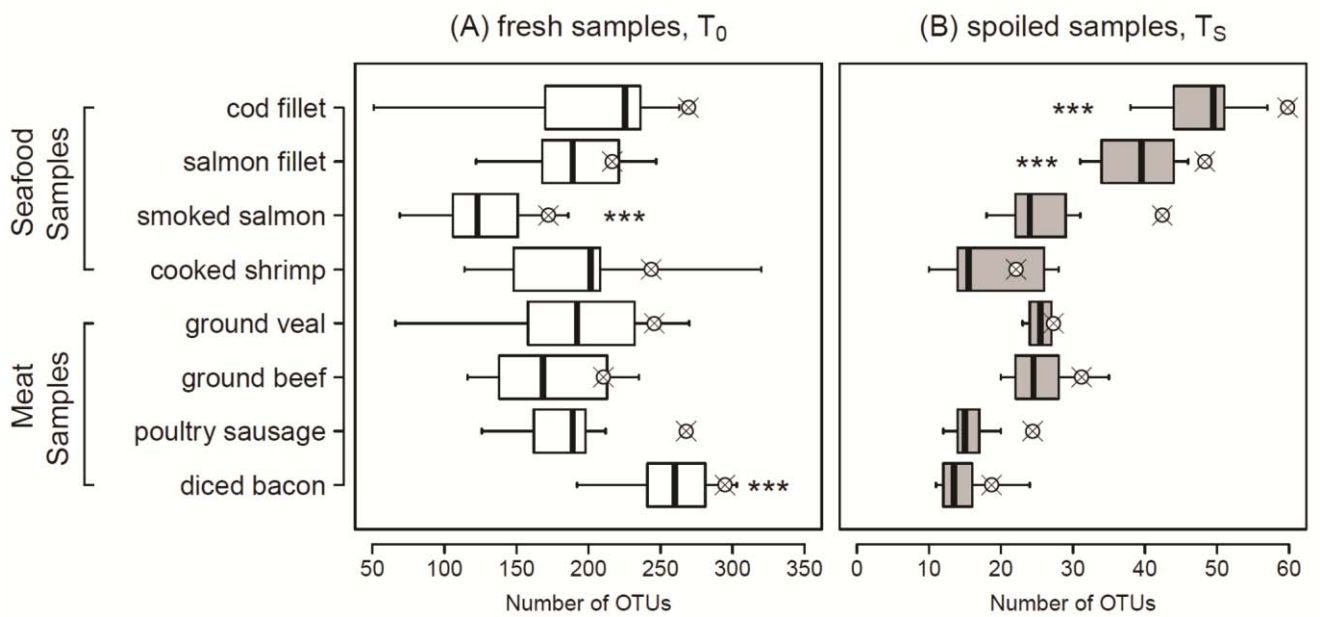 (A) fresh samples, T0
(B) spoiled samples, TS
Seafood
Samples
cod fillet
***
salmon fillet
***
smoked salmon
***
cooked shrimp
Meat
Samples
ground veal
ground beef
poultry sausage
diced bacon
***
50 100 150 200 250 300 350
0 10 20 30 40 50 60
Number of OTUs
Number of OTUs